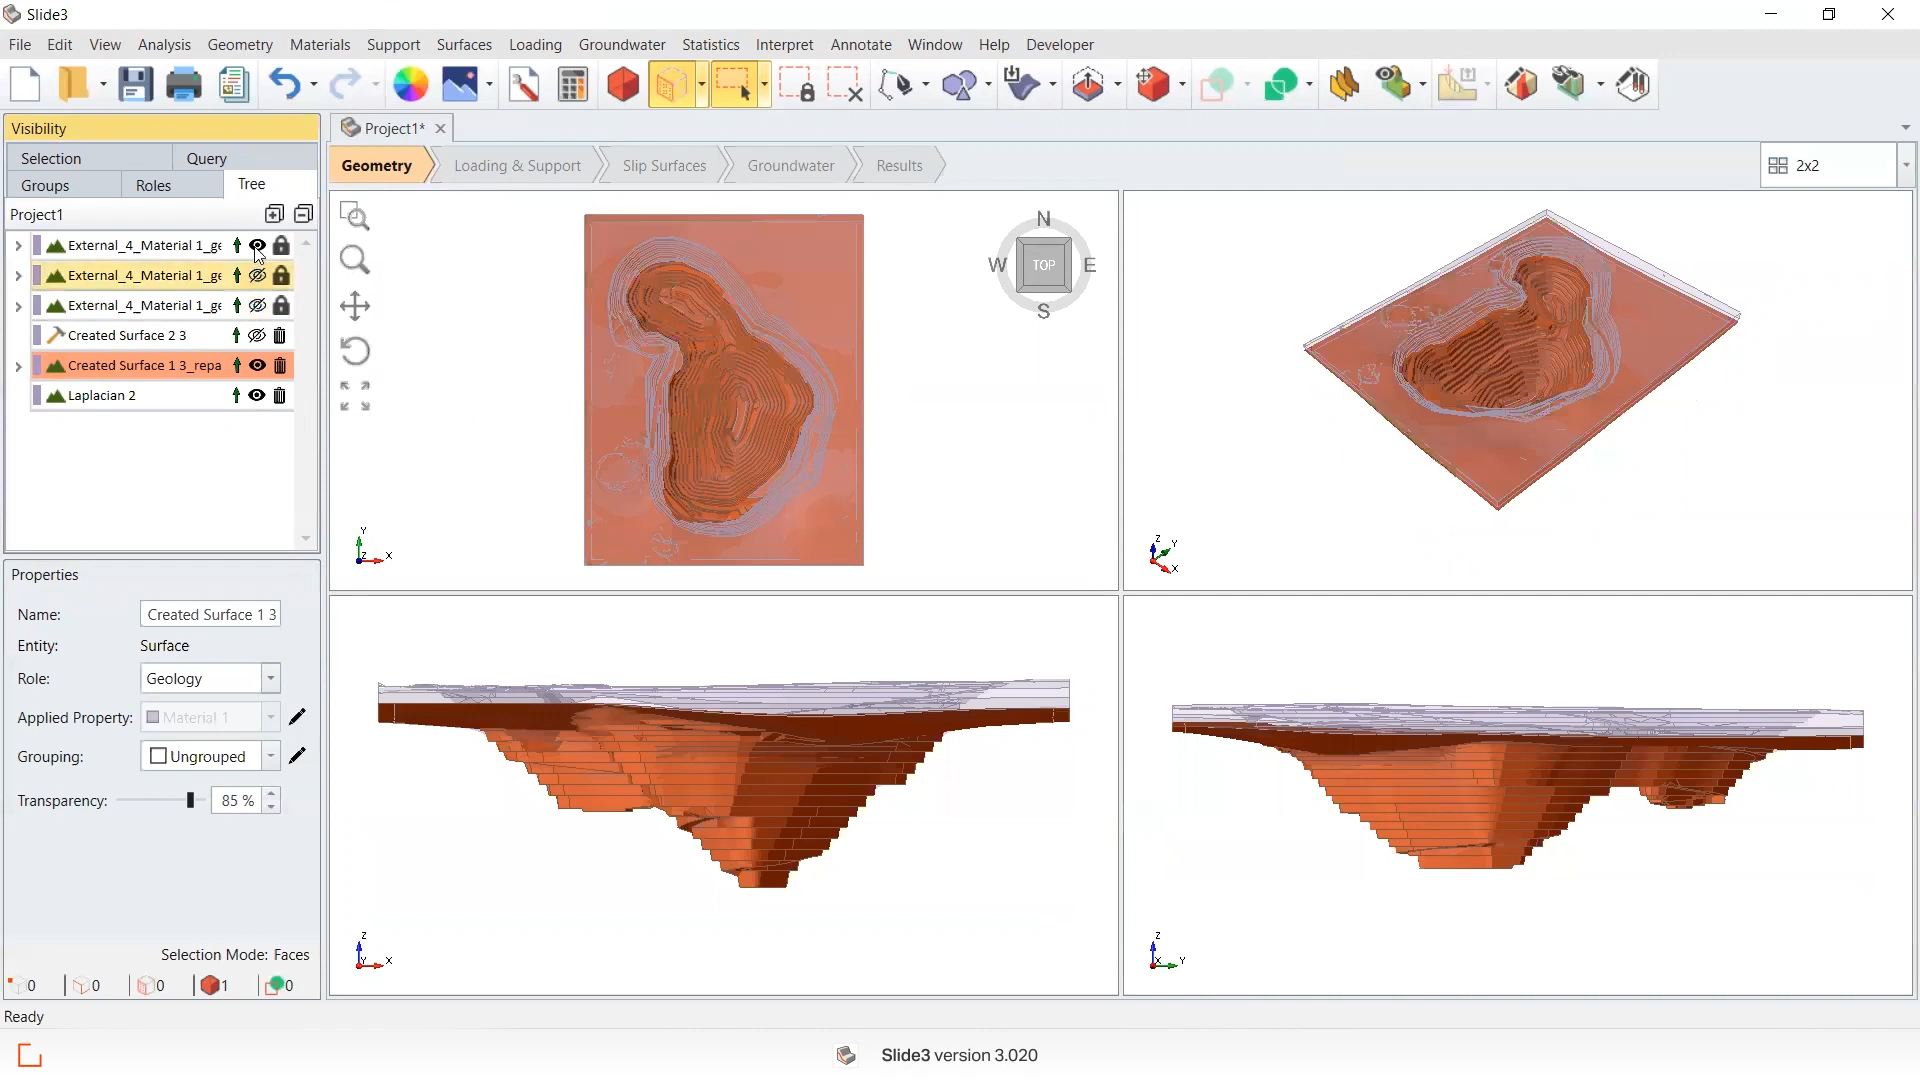 Slide3
File Edit View Analysis Geometry Materials Support Surfaces Loading Groundwater Statistics Interpret Annotate Window Help Developer
Visibility
Project1*
Selection Query
Geometry Loading & Support Slip Surfaces Groundwater Results
2x2
Groups Roles Tree
Project1
External_4_Material 1_ge
External_4_Material 1_ge
External_4_Material 1_ge
Created Surface 2 3
Created Surface 1 3_repa
Laplacian 2
N
W TOP E
S
Y
Z X
Z
Y
X
Properties
Name: Created Surface 1 3
Entity: Surface
Role: Geology
Applied Property: Material 1
Grouping: Ungrouped
Transparency: 85 %
Z
Y X
Z
X Y
Selection Mode: Faces
0 0 0 1 0
Ready
Slide3 version 3.020